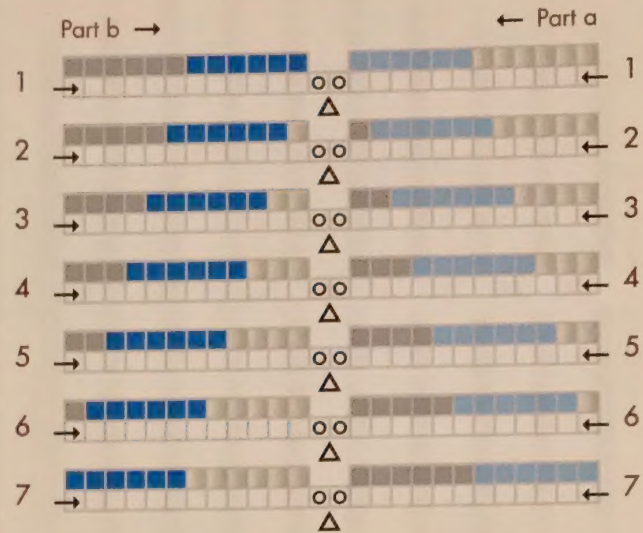 Part b → ← Part a
1 → ← 1
2 → ← 2
3 → ← 3
4 → ← 4
5 → ← 5
6 → ← 6
7 → ← 7